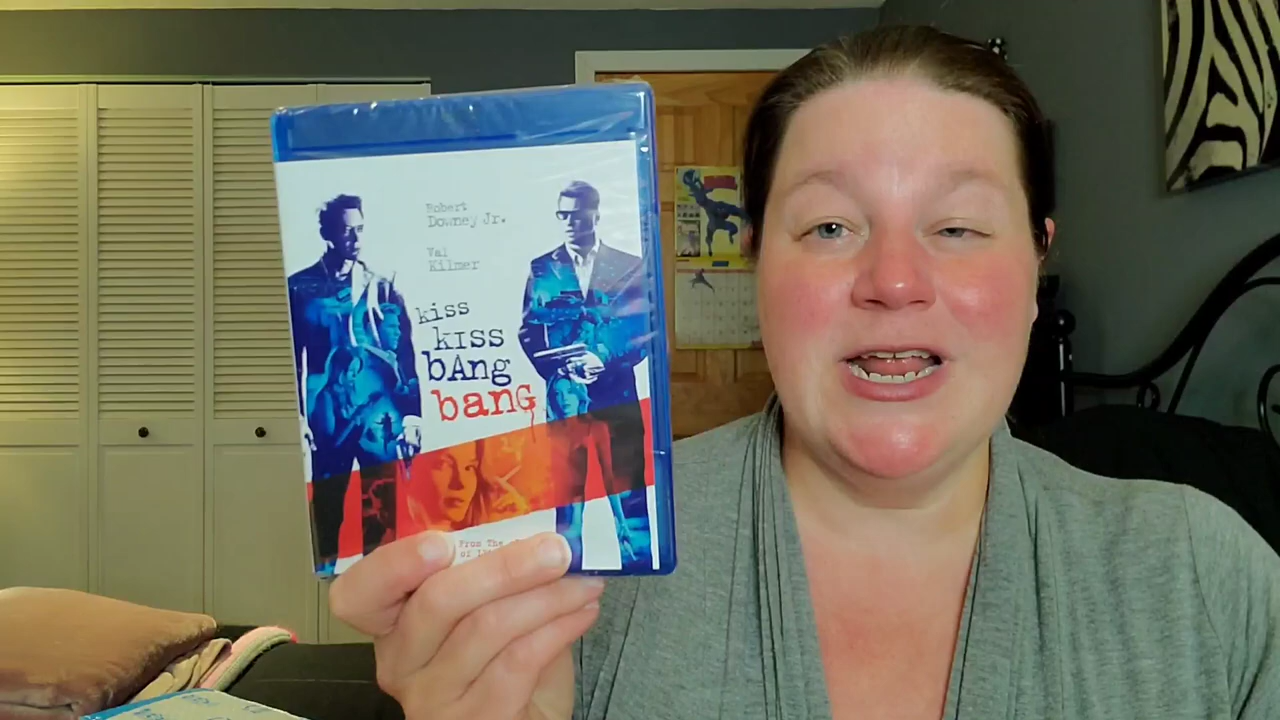 Robert
Downey Jr.
Val
Kilmer
kiss
kiss
bAng
banG
From The